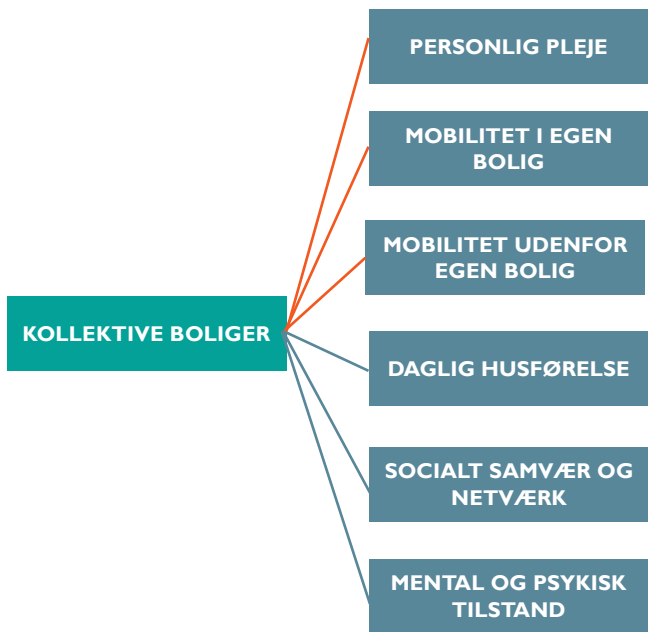 PERSONLIG PLEJE
MOBILITET I EGEN
BOLIG
MOBILITET UDENFOR
EGEN BOLIG
KOLLEKTIVE BOLIGER
DAGLIG HUSFØRELSE
SOCIALT SAMVÆR OG
NETVÆRK
MENTAL OG PSYKISK
TILSTAND